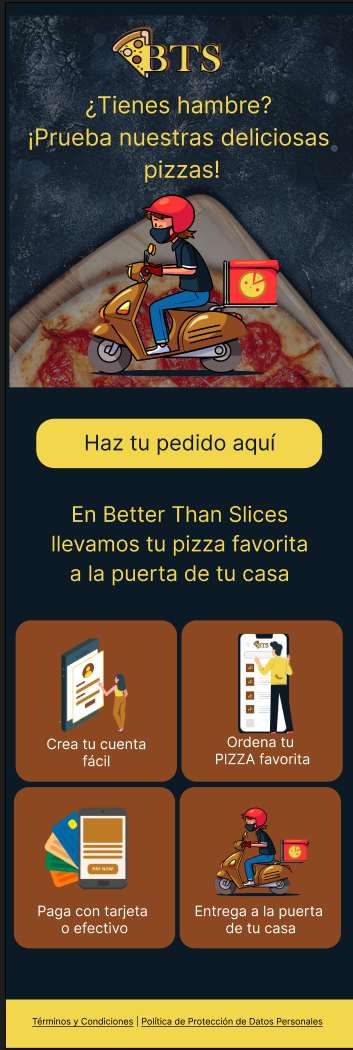 BTS
¿Tienes hambre?
¡Prueba nuestras deliciosas
pizzas!
Haz tu pedido aquí
En Better Than Slices
llevamos tu pizza favorita
a la puerta de tu casa
BTS
Crea tu cuenta
fácil
Ordena tu
PIZZA favorita
PAY NOW
Paga con tarjeta
o efectivo
Entrega a la puerta
de tu casa
Términos y Condiciones | Política de Protección de Datos Personales